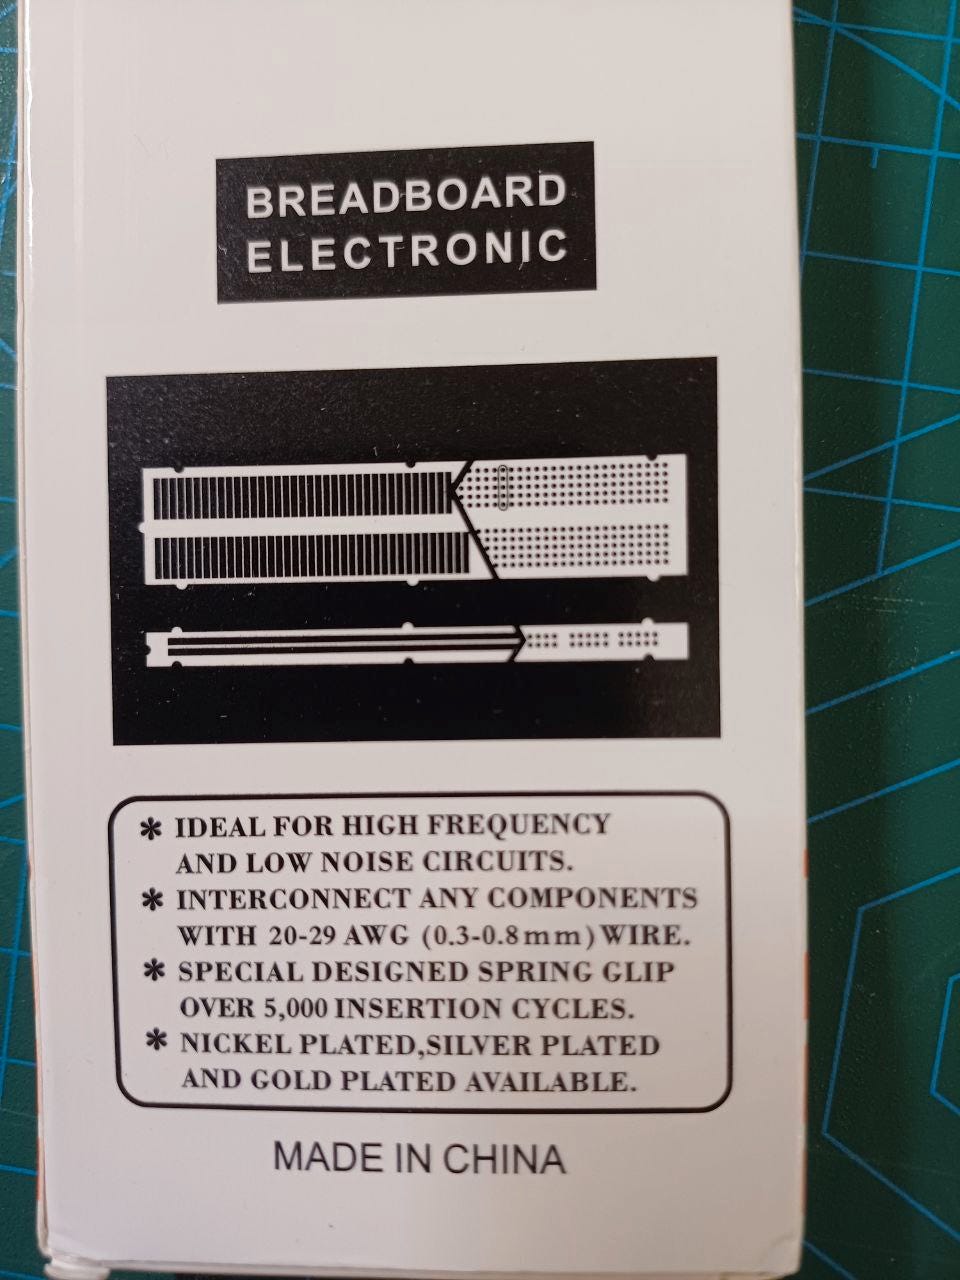 BREADBOARD
ELECTRONIC
* IDEAL FOR HIGH FREQUENCY
AND LOW NOISE CIRCUITS.
* INTERCONNECT ANY COMPONENTS
WITH 20-29 AWG (0.3-0.8mm) WIRE.
* SPECIAL DESIGNED SPRING GLIP
OVER 5,000 INSERTION CYCLES.
* NICKEL PLATED,SILVER PLATED
AND GOLD PLATED AVAILABLE.
MADE IN CHINA